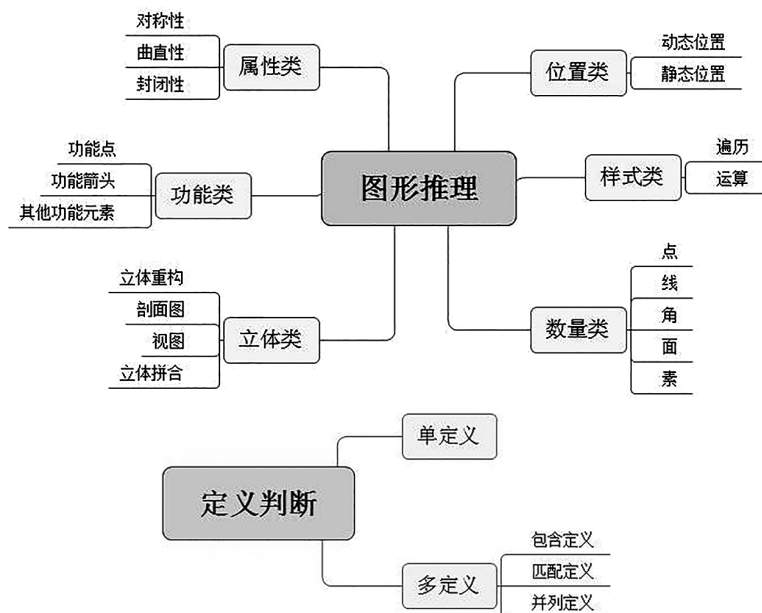 图形推理
属性类
对称性
曲直性
封闭性
功能类
功能点
功能箭头
其他功能元素
立体类
立体重构
剖面图
视图
立体拼合
位置类
动态位置
静态位置
样式类
遍历
运算
数量类
点
线
角
面
素
定义判断
单定义
多定义
包含定义
匹配定义
并列定义